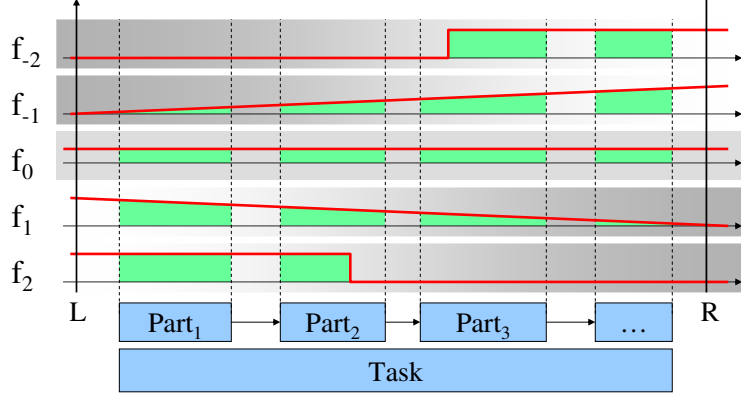 f₋₂
f₋₁
f₀
f₁
f₂
L
R
Part₁
Part₂
Part₃
...
Task